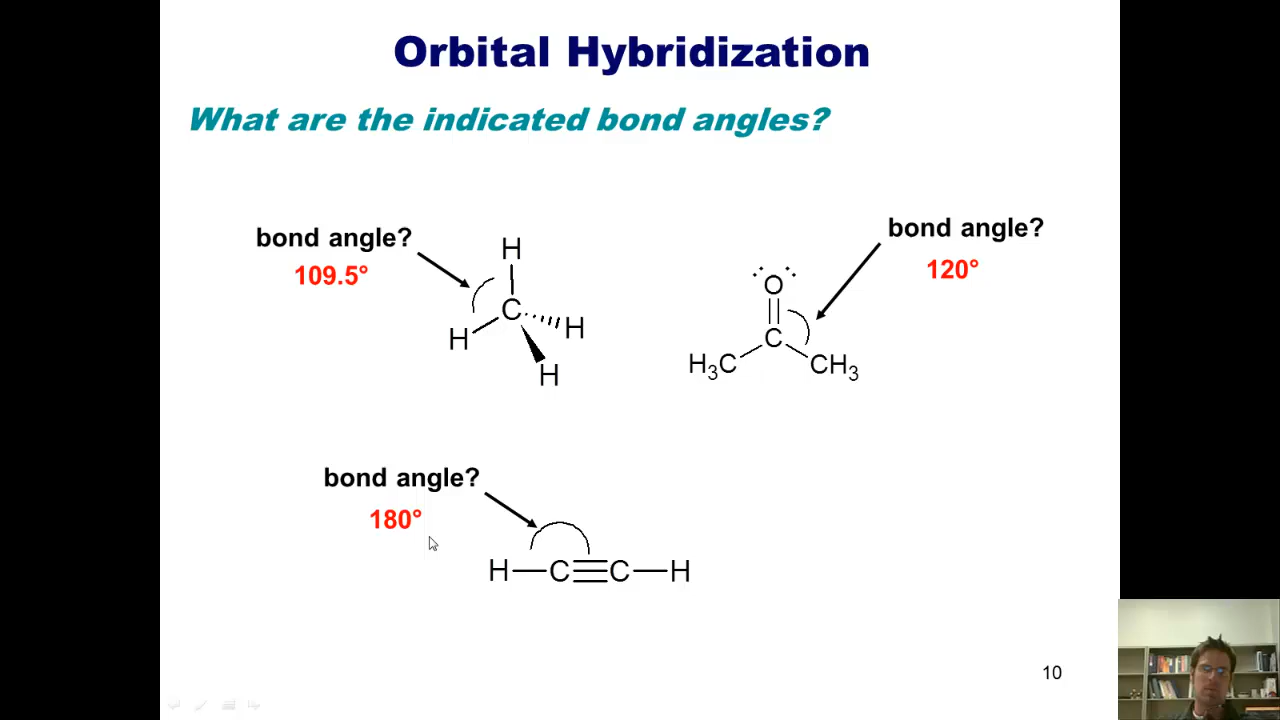 Orbital Hybridization
What are the indicated bond angles?
bond angle?
109.5°
H
C
H
H
H
bond angle?
120°
O
C
H₃C
CH₃
bond angle?
180°
H—C≡C—H
10